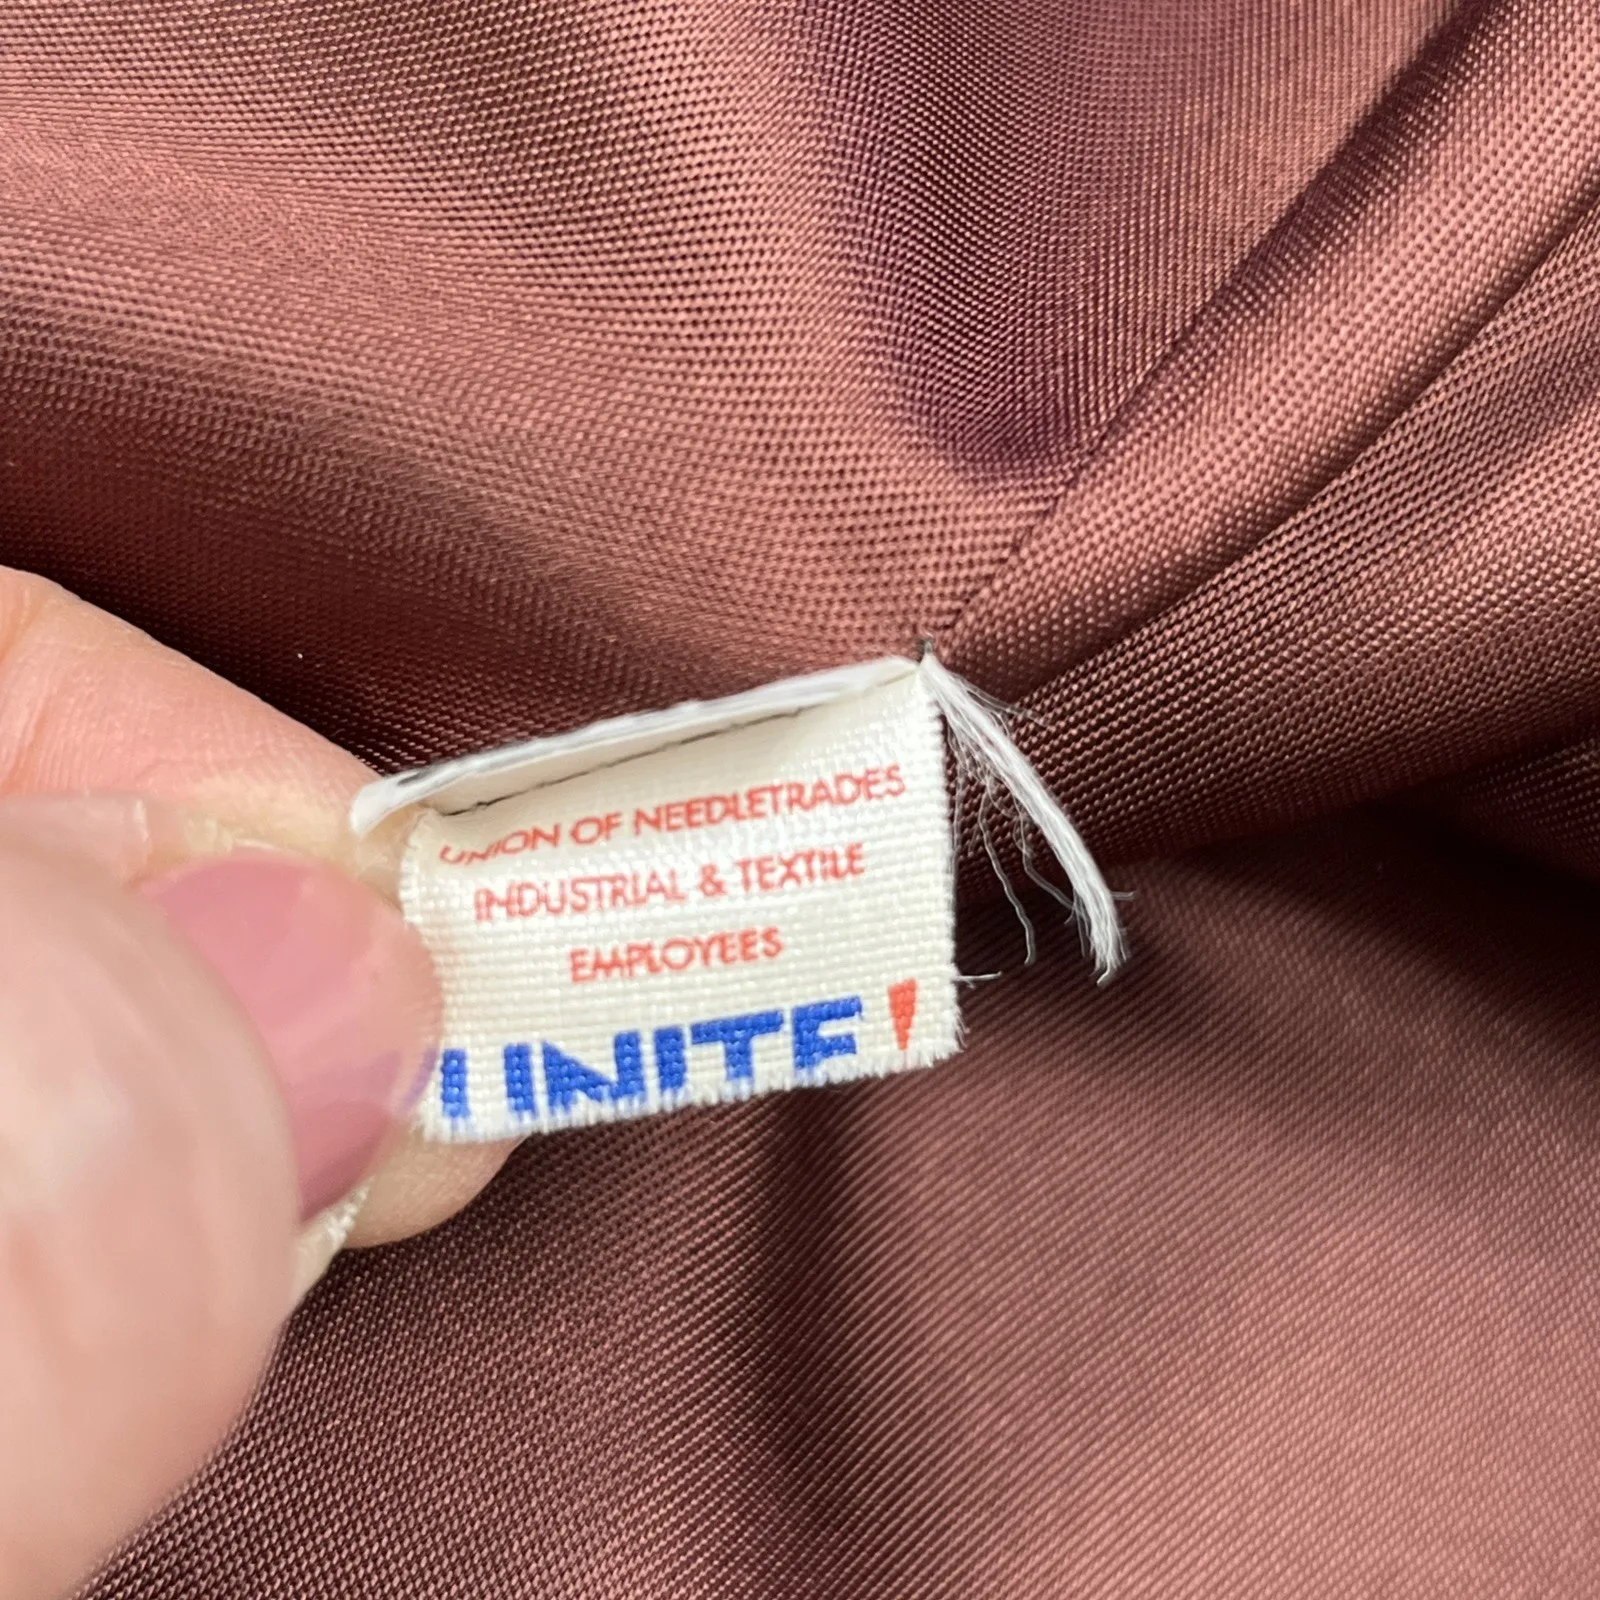 UNION OF NEEDLETRADES
INDUSTRIAL & TEXTILE
EMPLOYEES
UNITE!